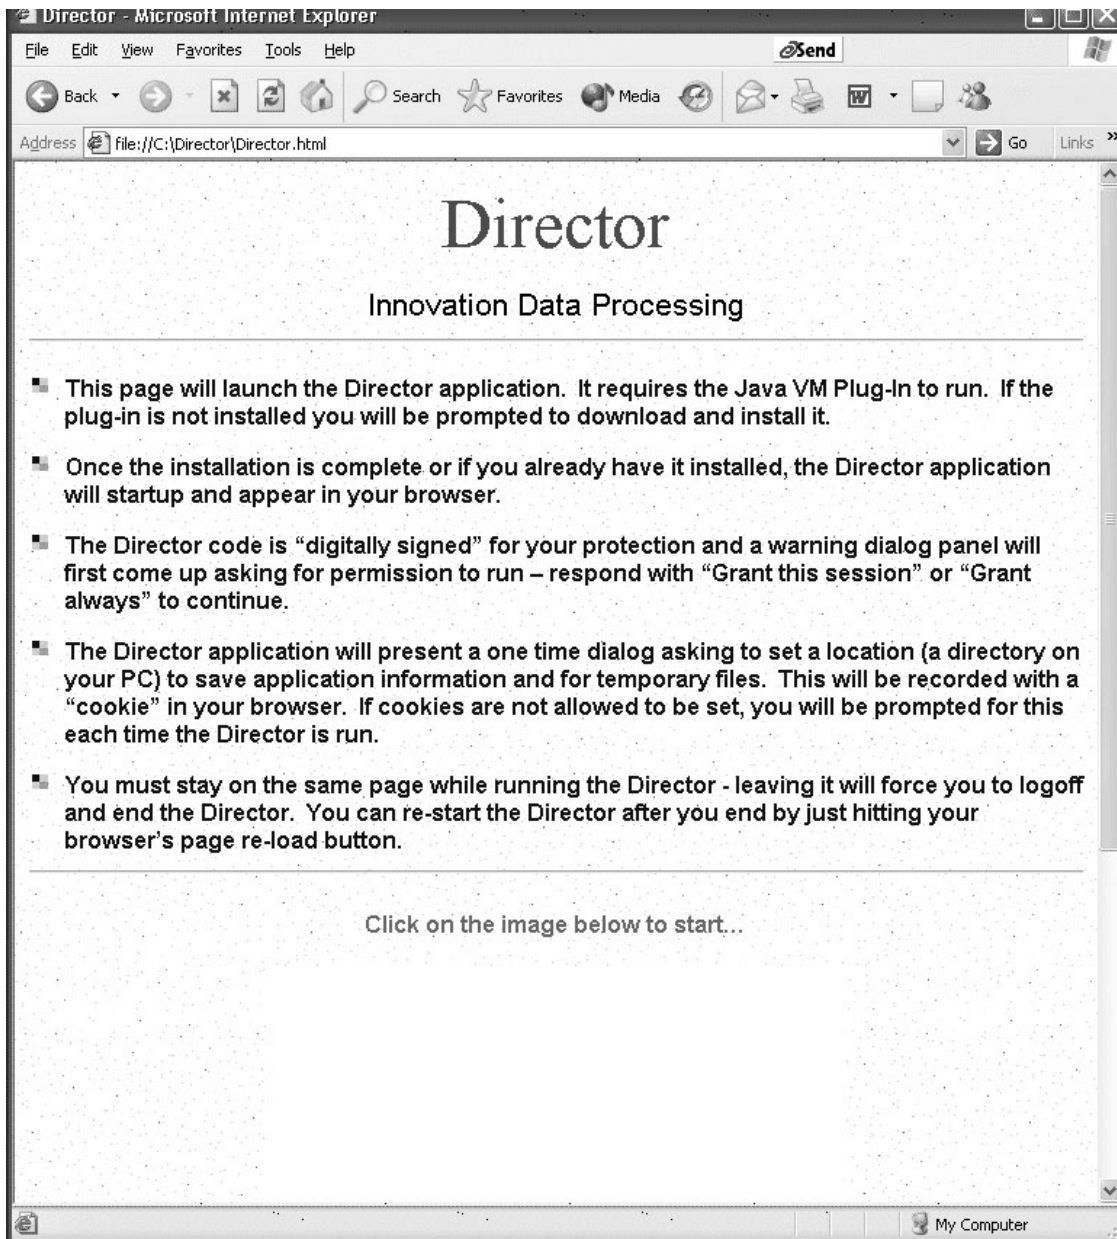 Director - Microsoft Internet Explorer
File Edit View Favorites Tools Help Send
Back Search Favorites Media W
Address file://C:\Director\Director.html Go Links »
Director
Innovation Data Processing
This page will launch the Director application. It requires the Java VM Plug-In to run. If the
plug-in is not installed you will be prompted to download and install it.
Once the installation is complete or if you already have it installed, the Director application
will startup and appear in your browser.
The Director code is “digitally signed” for your protection and a warning dialog panel will
first come up asking for permission to run – respond with “Grant this session” or “Grant
always” to continue.
The Director application will present a one time dialog asking to set a location (a directory on
your PC) to save application information and for temporary files. This will be recorded with a
“cookie” in your browser. If cookies are not allowed to be set, you will be prompted for this
each time the Director is run.
You must stay on the same page while running the Director - leaving it will force you to logoff
and end the Director. You can re-start the Director after you end by just hitting your
browser’s page re-load button.
Click on the image below to start...
My Computer